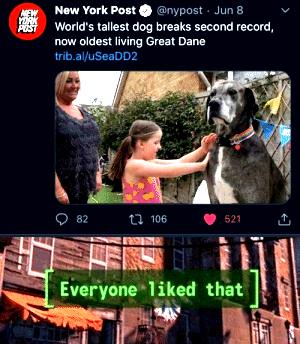 NEW
YORK
POST
New York Post @nypost · Jun 8
World's tallest dog breaks second record,
now oldest living Great Dane
trib.al/uSeaDD2
82 106 521
[Everyone liked that]